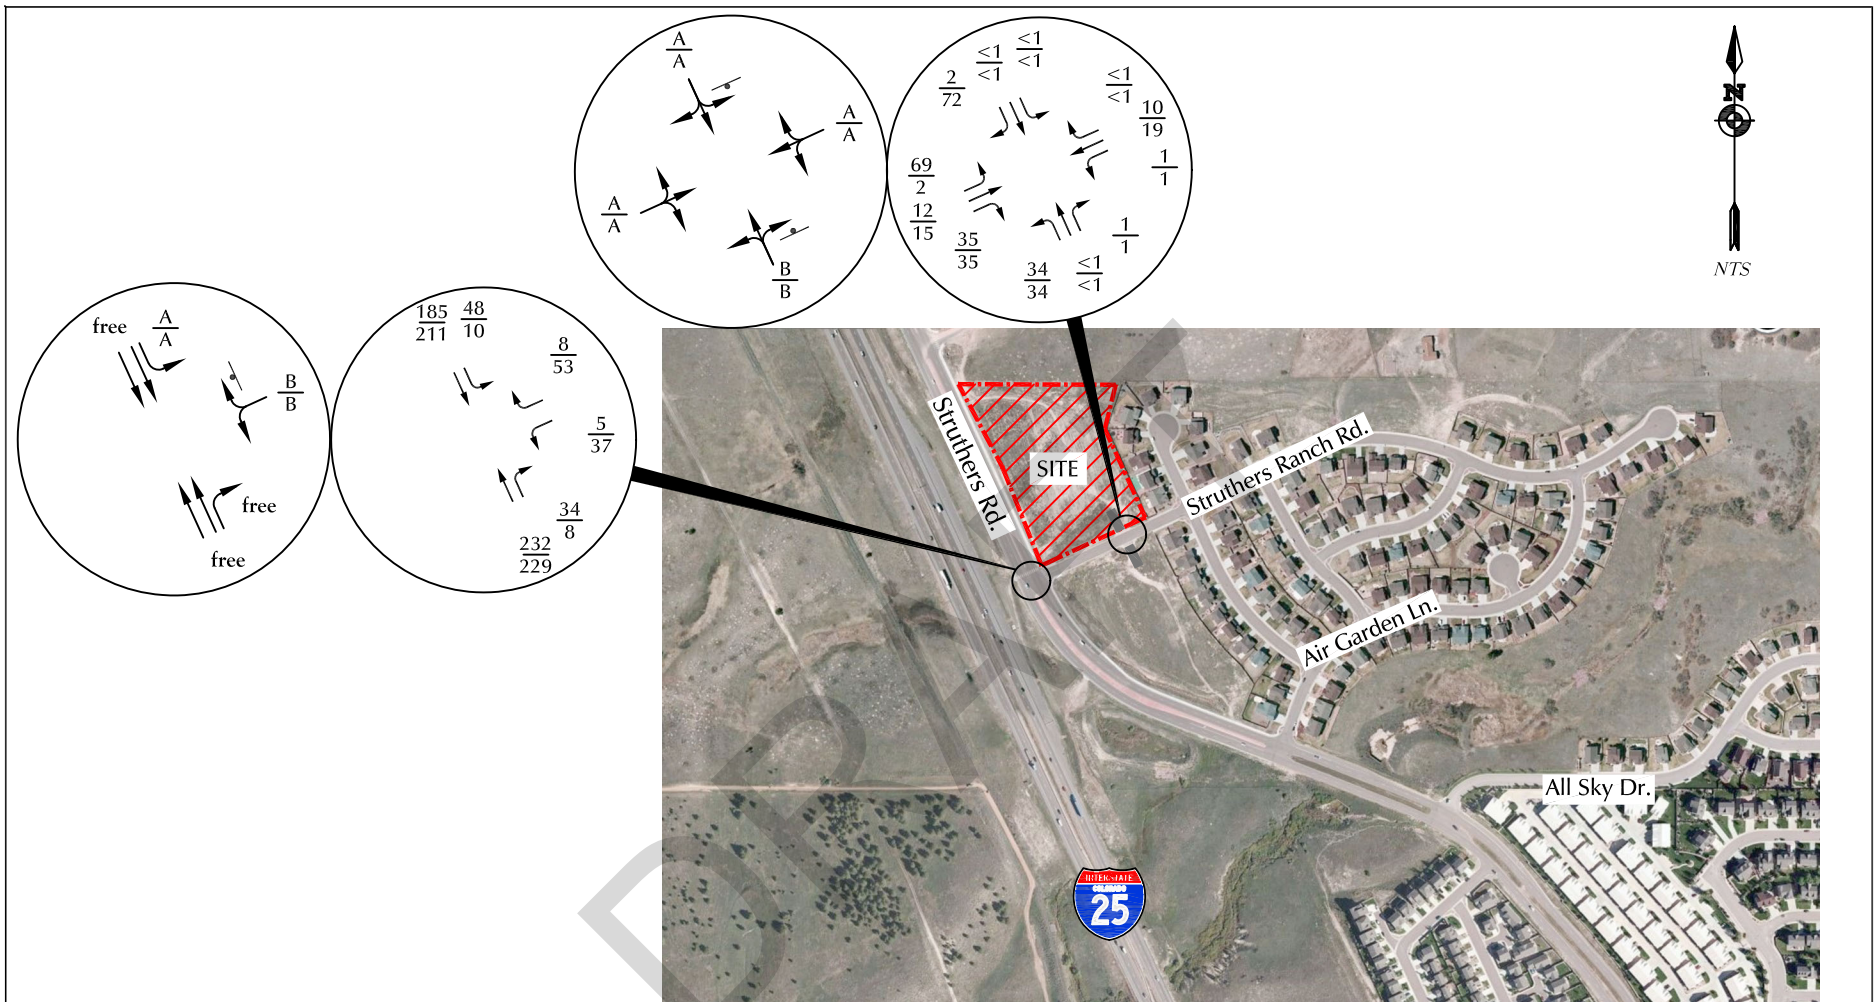 A
A
A
A
A
A
B
B
<1
<1
<1
<1
2
72
<1
<1
10
19
1
1
69
2
12
15
35
35
34
34
<1
<1
1
1
N
NTS
free
A
A
B
B
free
free
185
211
48
10
8
53
5
37
34
8
232
229
Struthers Rd.
SITE
Struthers Ranch Rd.
Air Garden Ln.
All Sky Dr.
INTERSTATE
COLORADO
25
DRAFT